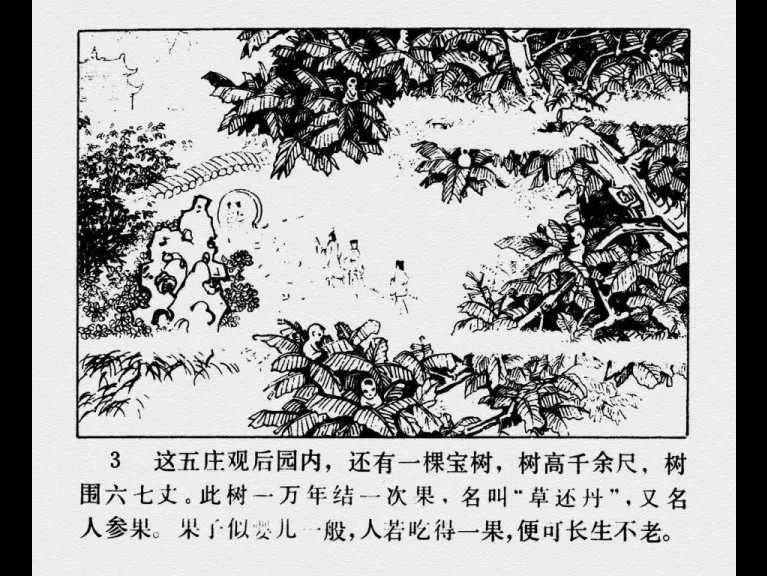 3 这五庄观后园内，还有一棵宝树，树高千余尺，树
围六七丈。此树一万年结一次果，名叫“草还丹”，又名
人参果。果子似婴儿一般，人若吃得一果，便可长生不老。